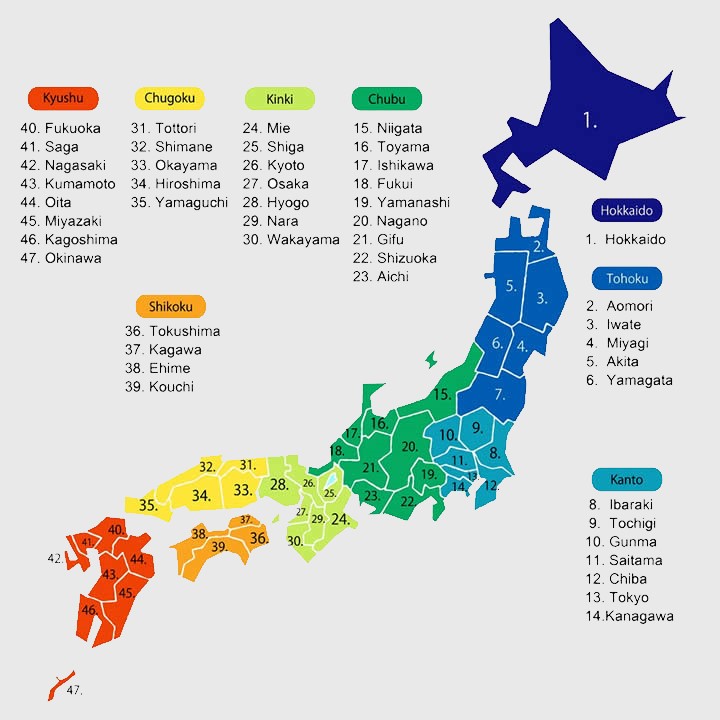 Kyushu
40. Fukuoka
41. Saga
42. Nagasaki
43. Kumamoto
44. Oita
45. Miyazaki
46. Kagoshima
47. Okinawa
Chugoku
31. Tottori
32. Shimane
33. Okayama
34. Hiroshima
35. Yamaguchi
Kinki
24. Mie
25. Shiga
26. Kyoto
27. Osaka
28. Hyogo
29. Nara
30. Wakayama
Chubu
15. Niigata
16. Toyama
17. Ishikawa
18. Fukui
19. Yamanashi
20. Nagano
21. Gifu
22. Shizuoka
23. Aichi
Shikoku
36. Tokushima
37. Kagawa
38. Ehime
39. Kouchi
Hokkaido
1. Hokkaido
Tohoku
2. Aomori
3. Iwate
4. Miyagi
5. Akita
6. Yamagata
Kanto
8. Ibaraki
9. Tochigi
10. Gunma
11. Saitama
12. Chiba
13. Tokyo
14.Kanagawa
1.
2.
5.
3.
6.
4.
7.
15.
16.
17.
18.
20.
21.
19.
23.
22.
10.
9.
8.
11.
13.
14.
12.
32.
31.
34.
33.
35.
28.
26.
25.
27.
29.
24.
30.
37.
38.
36.
39.
40.
41.
42.
44.
43.
45.
46.
47.